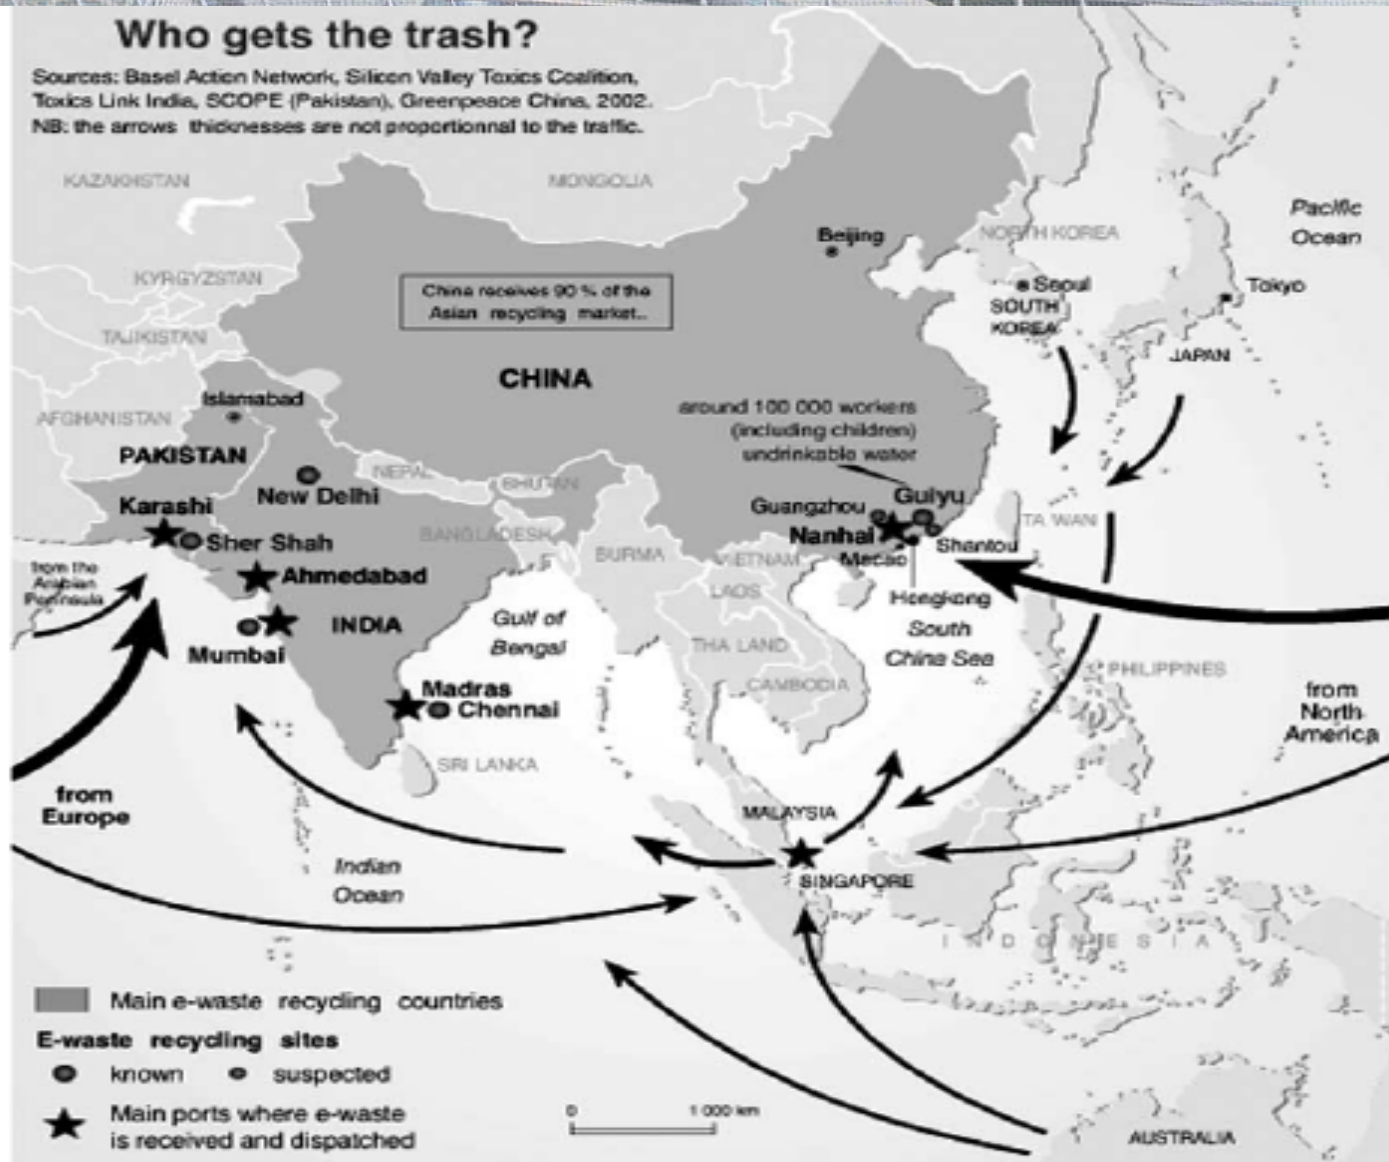 Who gets the trash?
Sources: Basel Action Network, Silicon Valley Toxics Coalition,
Toxics Link India, SCOPE (Pakistan), Greenpeace China, 2002.
NB: the arrows thicknesses are not proportionnal to the traffic.
KAZAKHSTAN
MONGOLIA
Pacific
Ocean
Beijing
NORTH KOREA
KYRGYZSTAN
China receives 90 % of the
Asian recycling market..
Seoul
SOUTH
KOREA
Tokyo
TAJIKISTAN
JAPAN
CHINA
Islamabad
AFGHANISTAN
around 100 000 workers
(including children)
undrinkable water
PAKISTAN
NEPAL
BHUTAN
New Delhi
Karashi
Guangzhou
Guiyu
TA WAN
Sher Shah
BANGLADESH
Nanhai
Shantou
BURMA
VIETNAM
Macao
from the
Arabian
Peninsula
Ahmedabad
LAOS
Hongkong
Gulf of
Bengal
INDIA
South
China Sea
Mumbai
THA LAND
PHILIPPINES
CAMBODIA
Madras
Chennai
from
North
America
SRI LANKA
from
Europe
MALAYSIA
Indian
Ocean
SINGAPORE
INDONESIA
Main e-waste recycling countries
E-waste recycling sites
known
suspected
Main ports where e-waste
is received and dispatched
0
1 000 km
AUSTRALIA